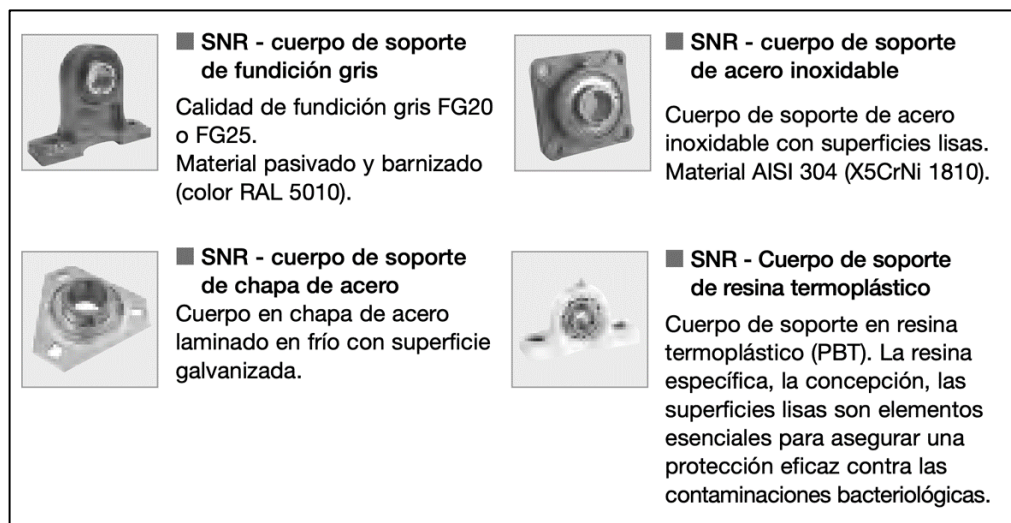 ■ SNR - cuerpo de soporte
de fundición gris
Calidad de fundición gris FG20
o FG25.
Material pasivado y barnizado
(color RAL 5010).
■ SNR - cuerpo de soporte
de acero inoxidable
Cuerpo de soporte de acero
inoxidable con superficies lisas.
Material AISI 304 (X5CrNi 1810).
■ SNR - cuerpo de soporte
de chapa de acero
Cuerpo en chapa de acero
laminado en frío con superficie
galvanizada.
■ SNR - Cuerpo de soporte
de resina termoplástico
Cuerpo de soporte en resina
termoplástico (PBT). La resina
específica, la concepción, las
superficies lisas son elementos
esenciales para asegurar una
protección eficaz contra las
contaminaciones bacteriológicas.